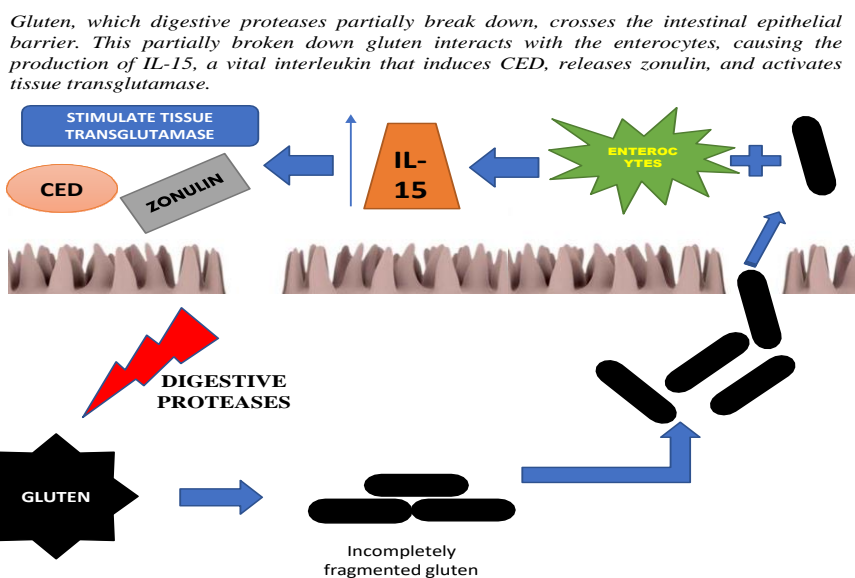 Gluten, which digestive proteases partially break down, crosses the intestinal epithelial
barrier. This partially broken down gluten interacts with the enterocytes, causing the
production of IL-15, a vital interleukin that induces CED, releases zonulin, and activates
tissue transglutamase.
STIMULATE TISSUE
TRANSGLUTAMASE
CED
ZONULIN
IL-
15
ENTEROC
YTES
DIGESTIVE
PROTEASES
GLUTEN
Incompletely
fragmented gluten